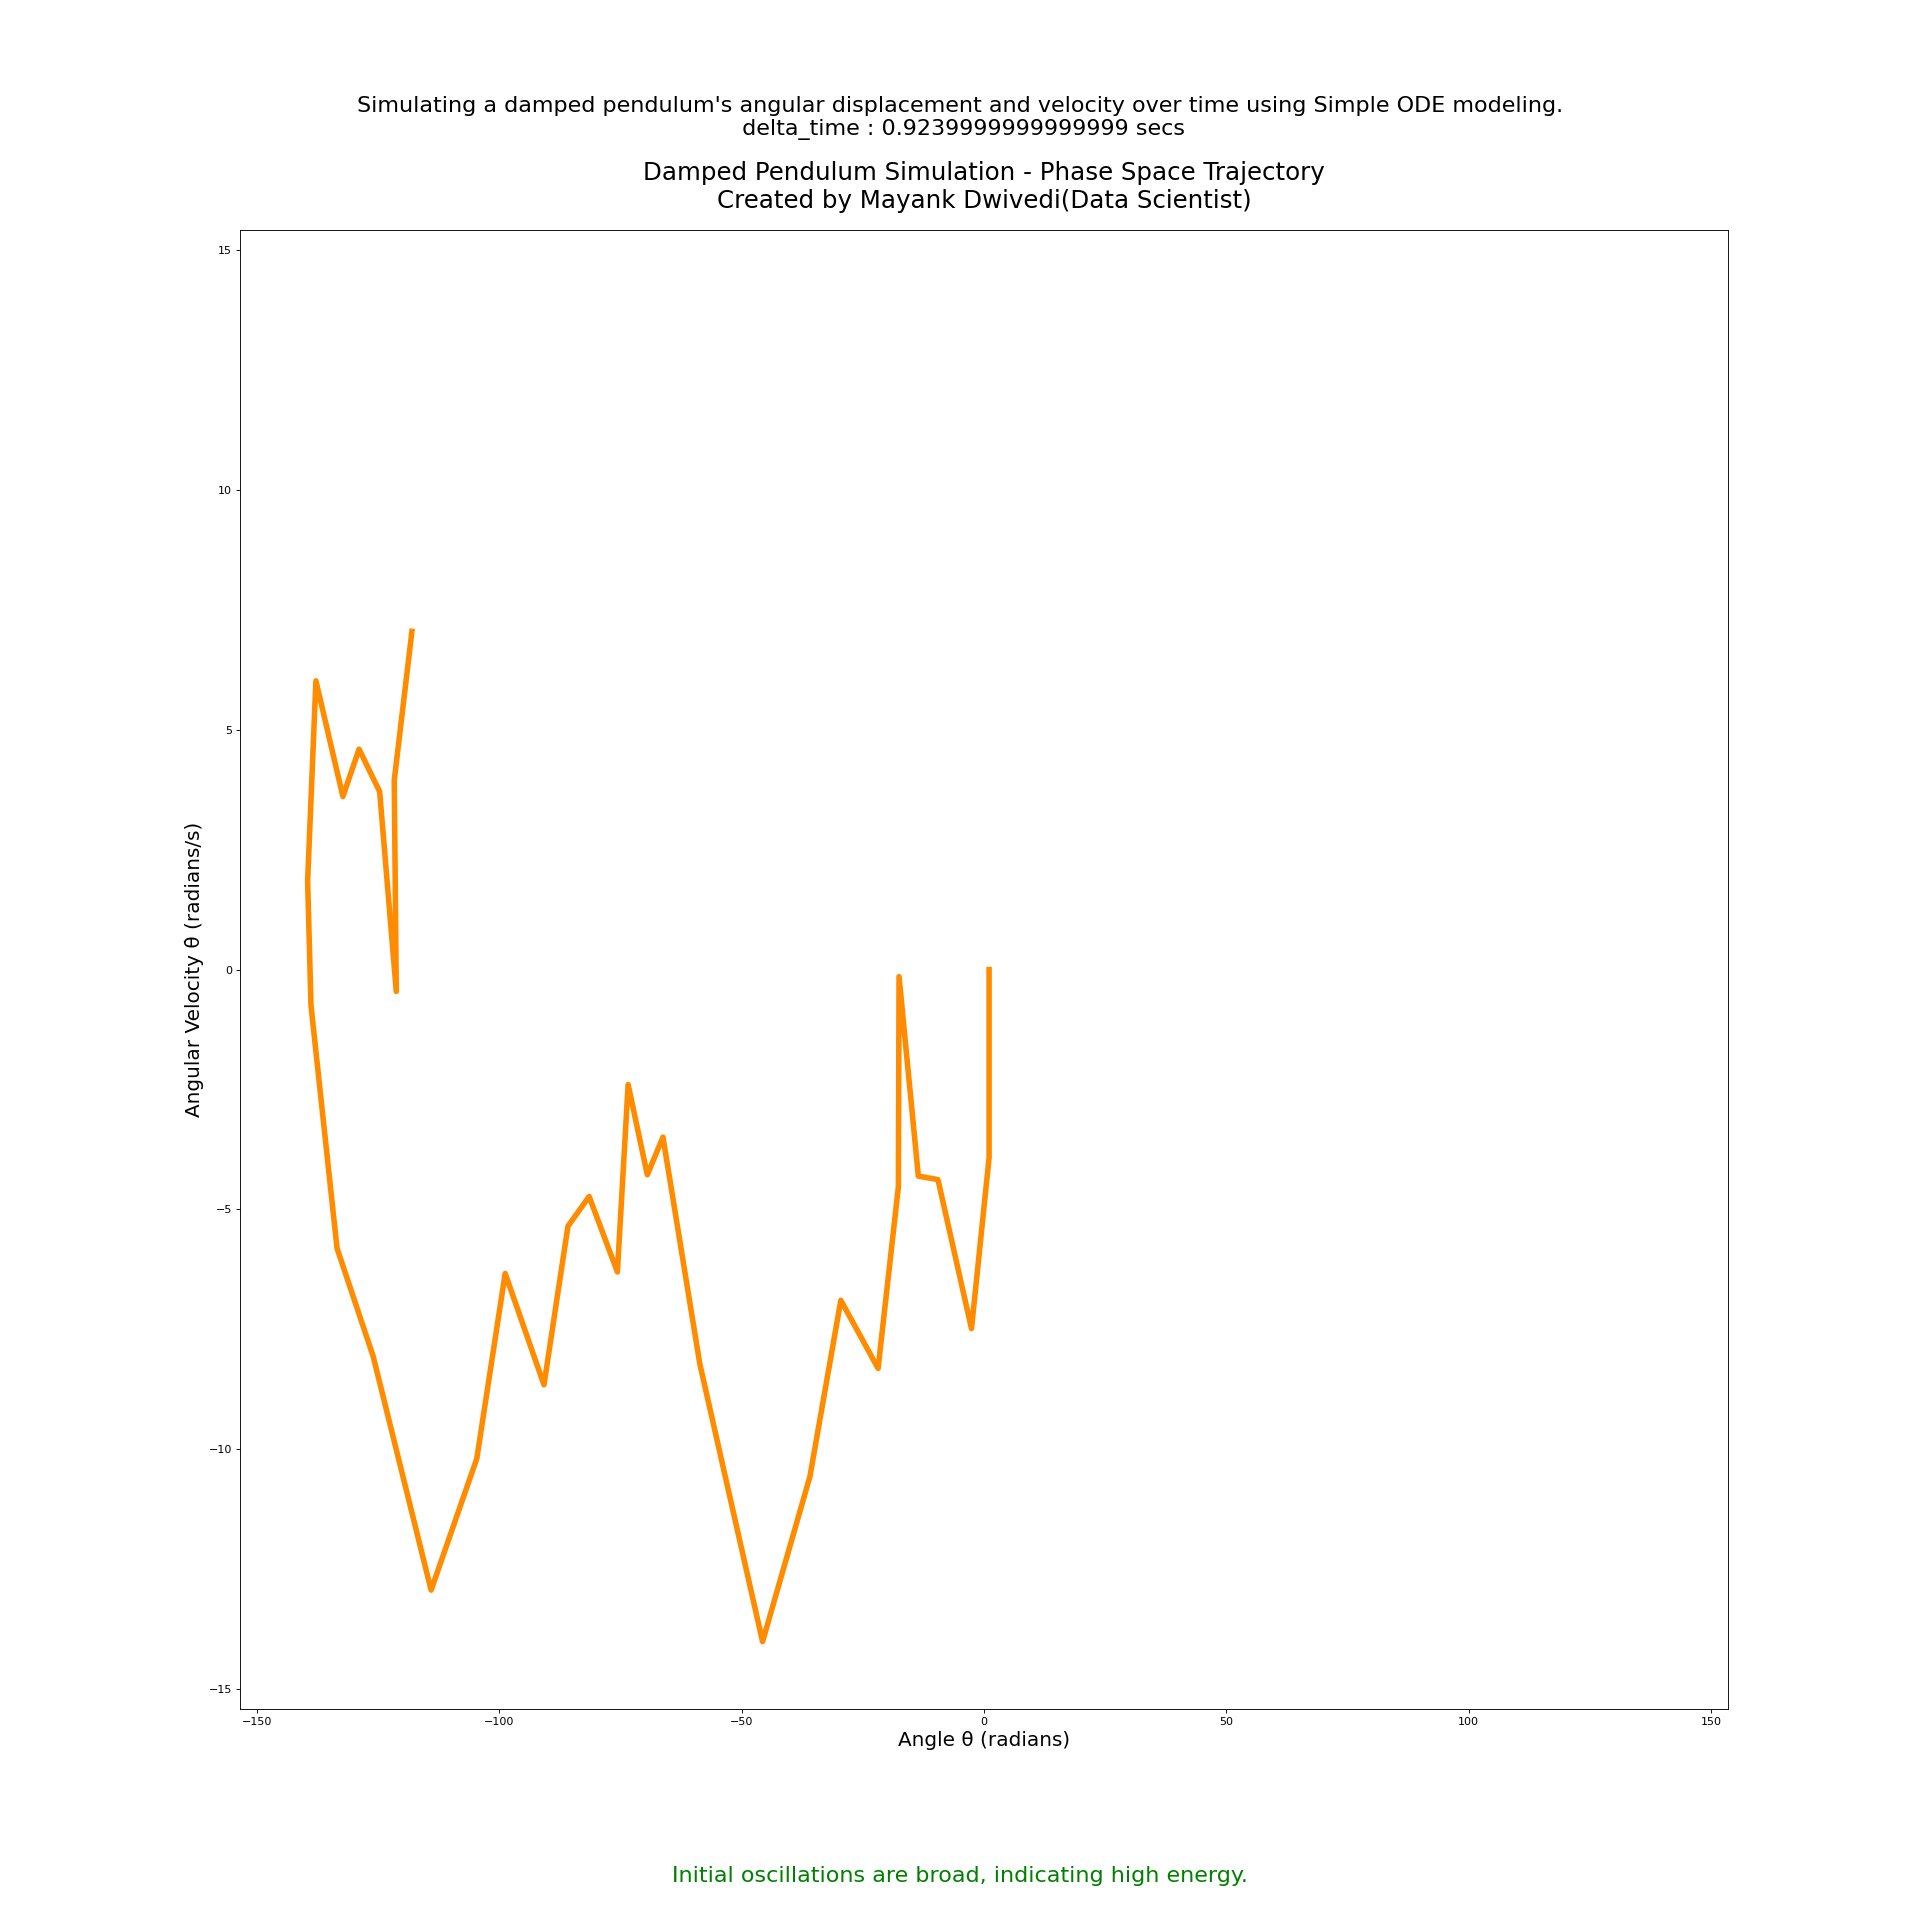 Simulating a damped pendulum's angular displacement and velocity over time using Simple ODE modeling.
delta_time : 0.9239999999999999 secs
Damped Pendulum Simulation - Phase Space Trajectory
Created by Mayank Dwivedi(Data Scientist)
15
10
5
0
−5
−10
−15
Angular Velocity θ (radians/s)
−150
−100
−50
0
50
100
150
Angle θ (radians)
Initial oscillations are broad, indicating high energy.